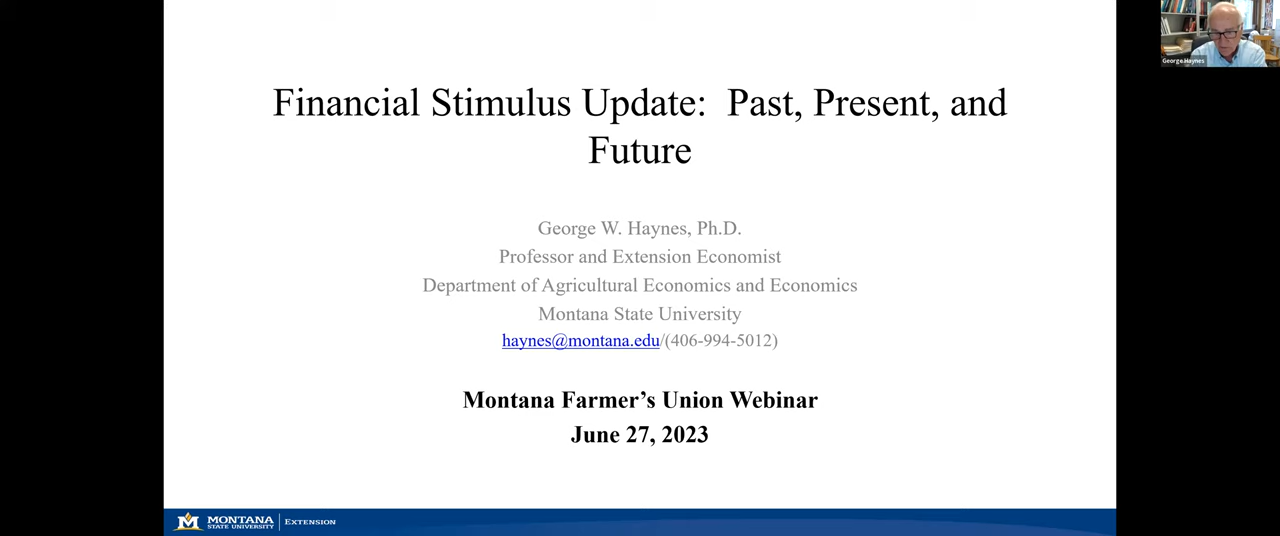 George Haynes
Financial Stimulus Update:  Past, Present, and
Future
George W. Haynes, Ph.D.
Professor and Extension Economist
Department of Agricultural Economics and Economics
Montana State University
haynes@montana.edu/(406-994-5012)
Montana Farmer’s Union Webinar
June 27, 2023
M MONTANA
STATE UNIVERSITY
EXTENSION